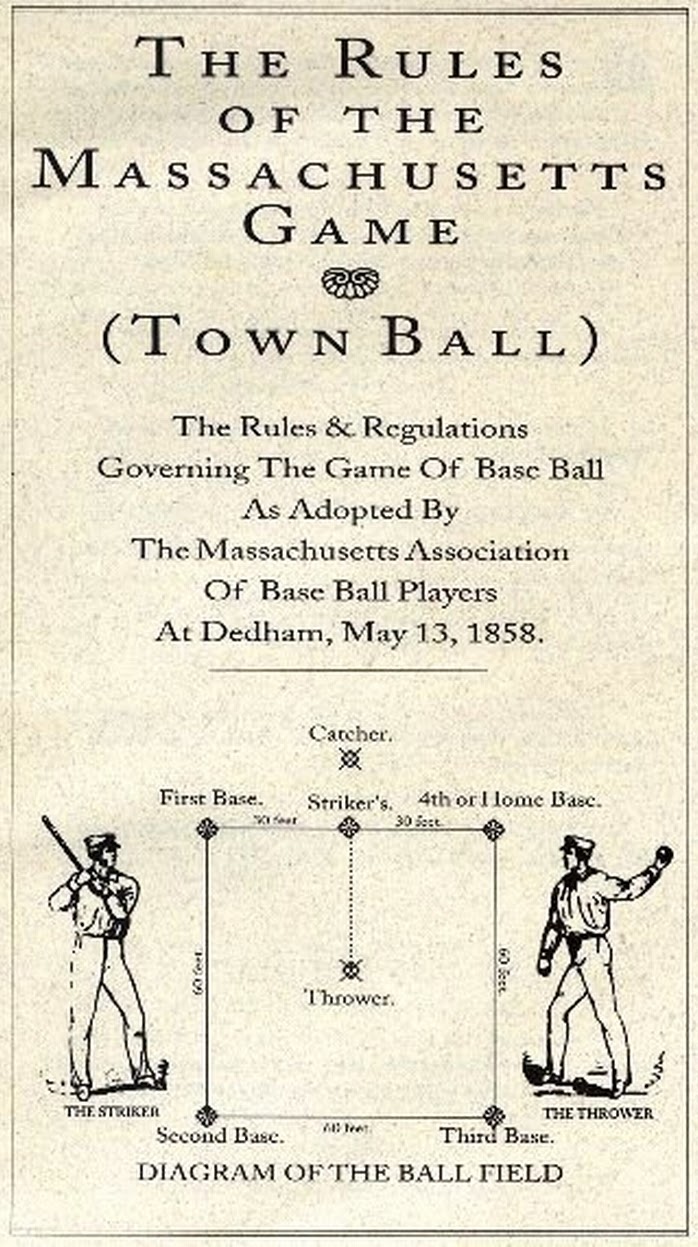 THE RULES
OF THE
MASSACHUSETTS
GAME
(TOWN BALL)
The Rules & Regulations
Governing The Game Of Base Ball
As Adopted By
The Massachusetts Association
Of Base Ball Players
At Dedham, May 13, 1858.
Catcher.
First Base. Striker's. 4th or Home Base.
30 feet 30 feet.
60 feet. 60 feet.
Thrower.
THE STRIKER THE THROWER
60 feet.
Second Base. Third Base.
DIAGRAM OF THE BALL FIELD